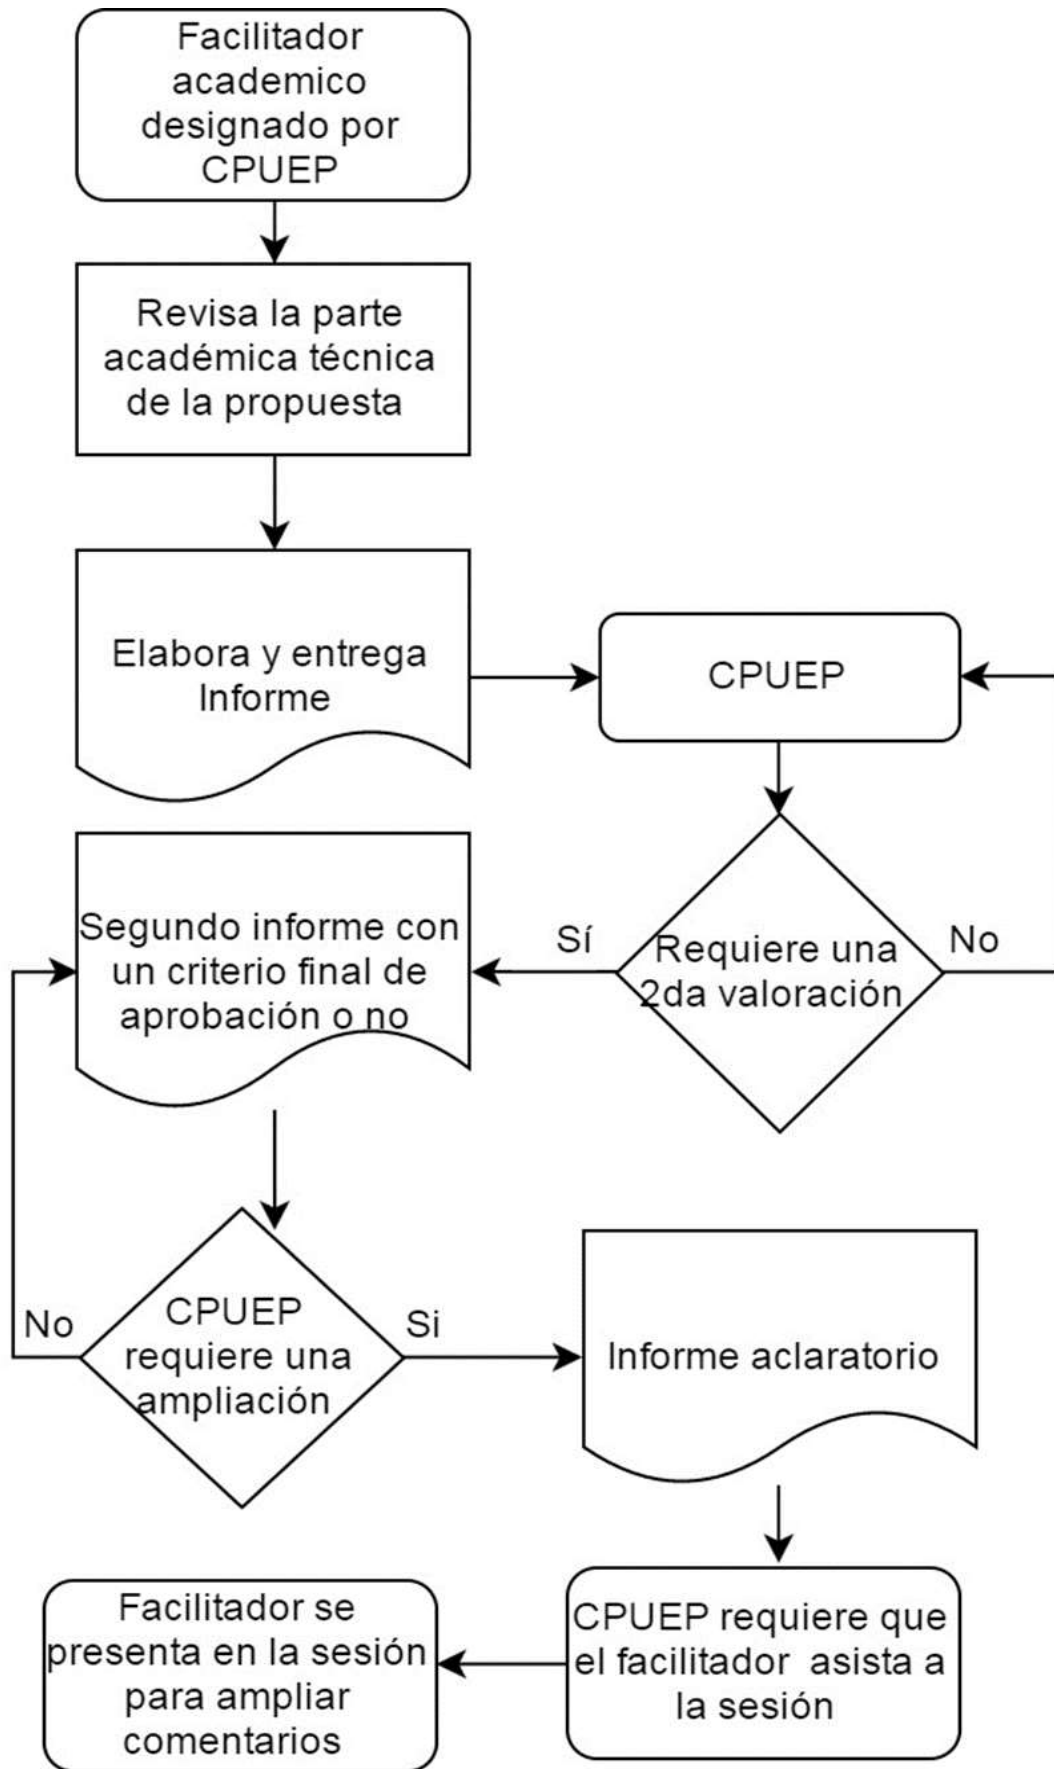 Facilitador
academico
designado por
CPUEP
Revisa la parte
académica técnica
de la propuesta
Elabora y entrega
Informe
CPUEP
Segundo informe con
un criterio final de
aprobación o no
Sí
Requiere una
2da valoración
No
No
CPUEP
requiere una
ampliación
Si
Informe aclaratorio
Facilitador se
presenta en la sesión
para ampliar
comentarios
CPUEP requiere que
el facilitador asista a
la sesión